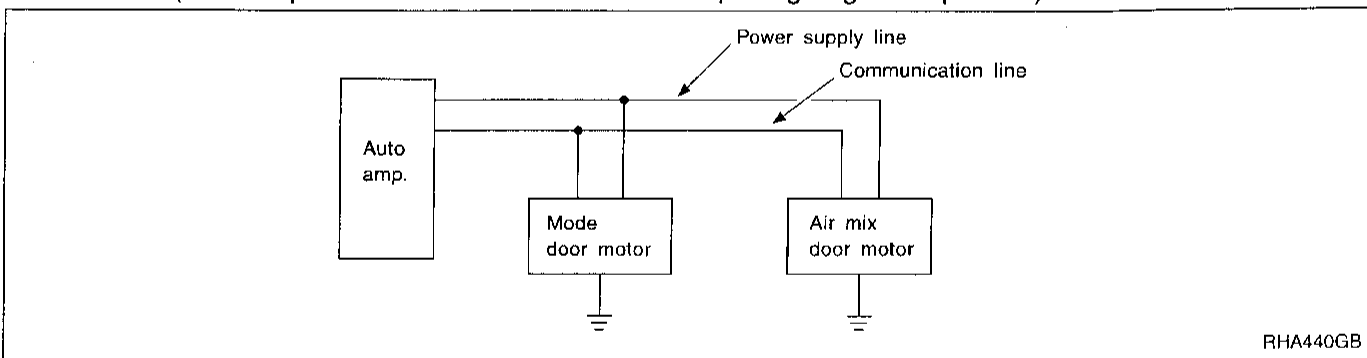 Power supply line
Communication line
Auto
amp.
Mode
door motor
Air mix
door motor
RHA440GB